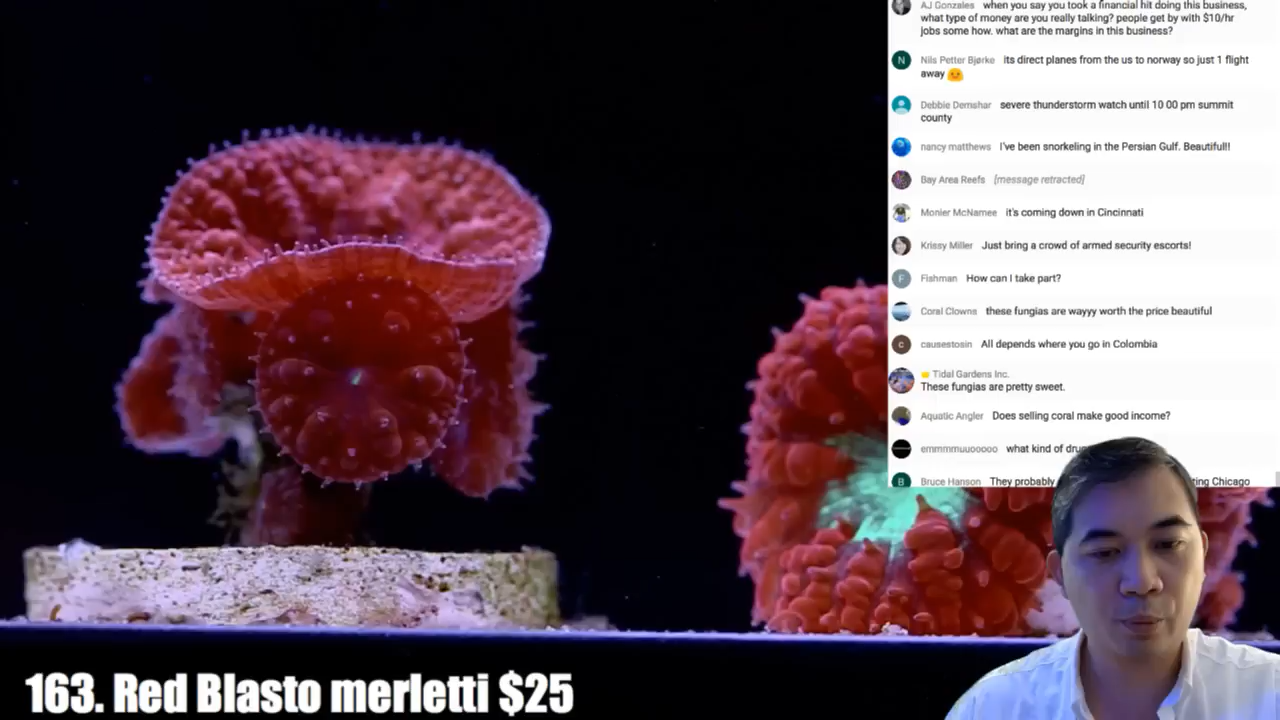 AJ Gonzales when you say you took a financial hit doing this business,
what type of money are you really talking? people get by with $10/hr
jobs some how. what are the margins in this business?
N Nils Petter Bjørke its direct planes from the us to norway so just 1 flight
away
Debbie Demshar severe thunderstorm watch until 10 00 pm summit
county
nancy matthews I've been snorkeling in the Persian Gulf. Beautiful!!
Bay Area Reefs [message retracted]
Monier McNamee it's coming down in Cincinnati
Krissy Miller Just bring a crowd of armed security escorts!
F Fishman How can I take part?
Coral Clowns these fungias are wayyy worth the price beautiful
c causestosin All depends where you go in Colombia
Tidal Gardens Inc.
These fungias are pretty sweet.
Aquatic Angler Does selling coral make good income?
emmmmuuooooo what kind of
B Bruce Hanson They probably Chicago
163. Red Blasto merletti $25